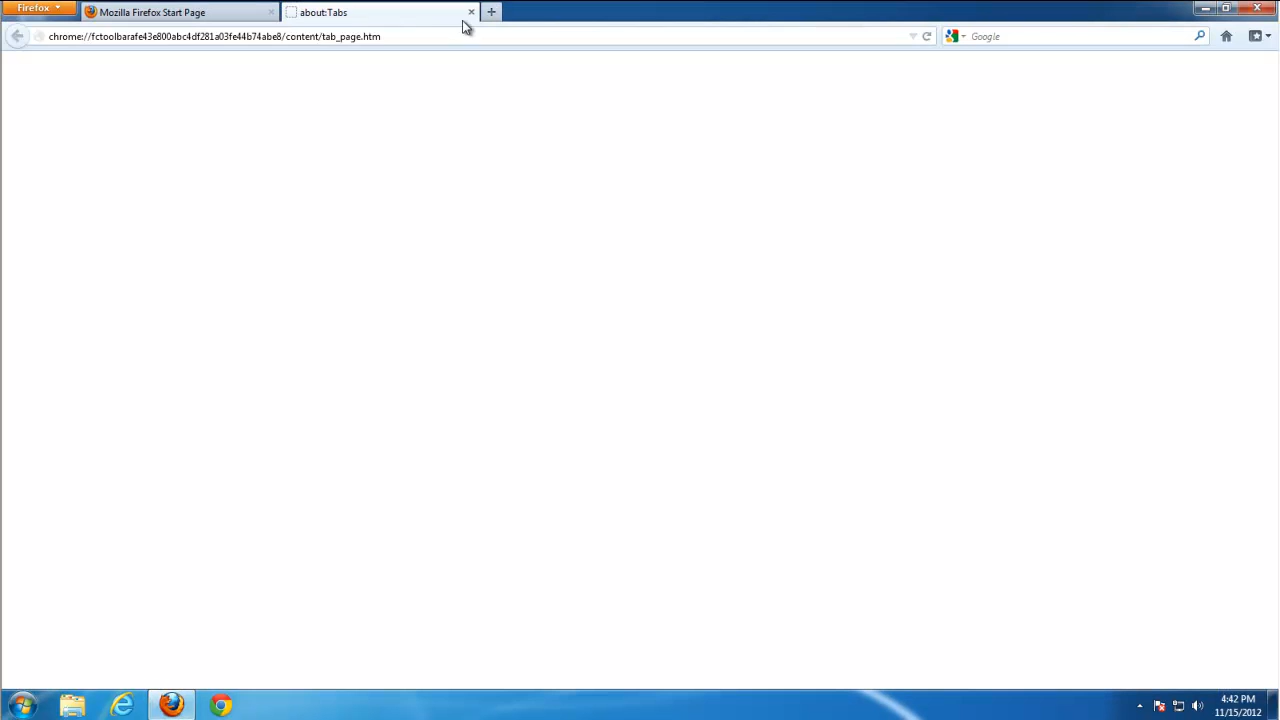 Firefox
Mozilla Firefox Start Page
about:Tabs
chrome://fctoolbarafe43e800abc4df281a03fe44b74abe8/content/tab_page.htm
Google
4:42 PM
11/15/2012